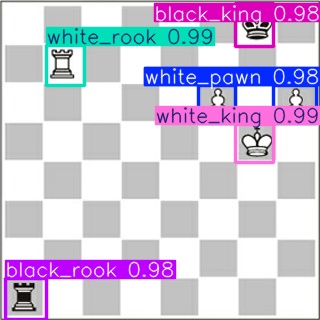 black_king 0.98
white_rook 0.99
white_pawn 0.98
white_king 0.99
black_rook 0.98